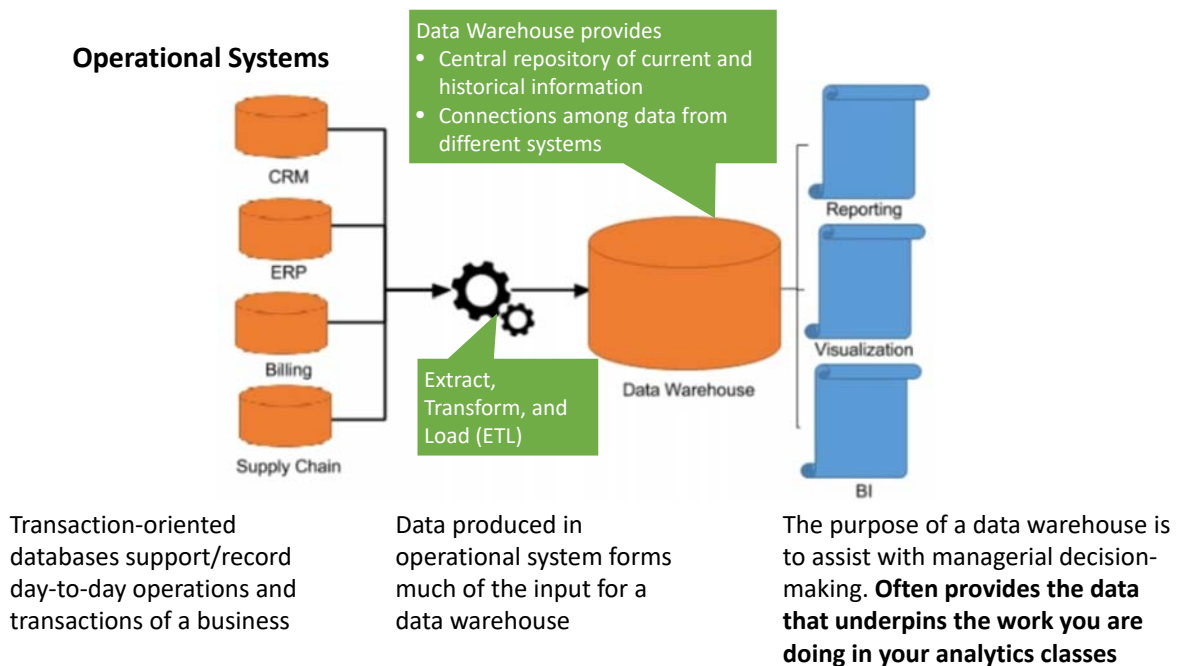 Operational Systems
Data Warehouse provides
• Central repository of current and
historical information
• Connections among data from
different systems
CRM
ERP
Billing
Supply Chain
Extract,
Transform, and
Load (ETL)
Data Warehouse
Reporting
Visualization
BI
Transaction-oriented
databases support/record
day-to-day operations and
transactions of a business
Data produced in
operational system forms
much of the input for a
data warehouse
The purpose of a data warehouse is
to assist with managerial decision-
making. Often provides the data
that underpins the work you are
doing in your analytics classes